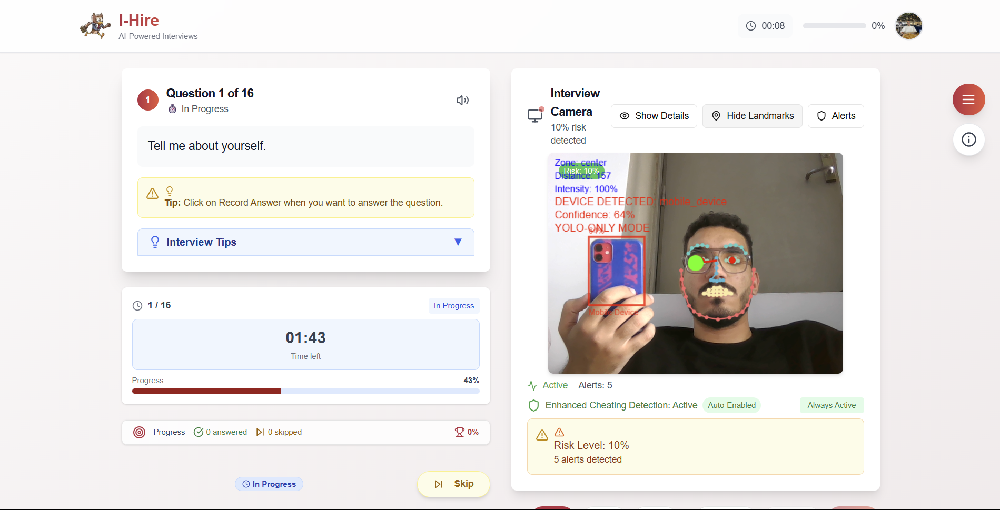 I-Hire
AI-Powered Interviews
00:08
0%
1
Question 1 of 16
In Progress
Tell me about yourself.
Tip: Click on Record Answer when you want to answer the question.
Interview Tips
1 / 16
In Progress
01:43
Time left
Progress
43%
Progress
0 answered
0 skipped
0%
In Progress
Skip
Interview
Camera
10% risk
detected
Show Details
Hide Landmarks
Alerts
Zone: center
Risk: 10%
Distance: 157
Intensity: 100%
DEVICE DETECTED: mobile_device
Confidence: 64%
YOLO-ONLY MODE
64%
Mobile Device
Active
Alerts: 5
Enhanced Cheating Detection: Active
Auto-Enabled
Always Active
Risk Level: 10%
5 alerts detected